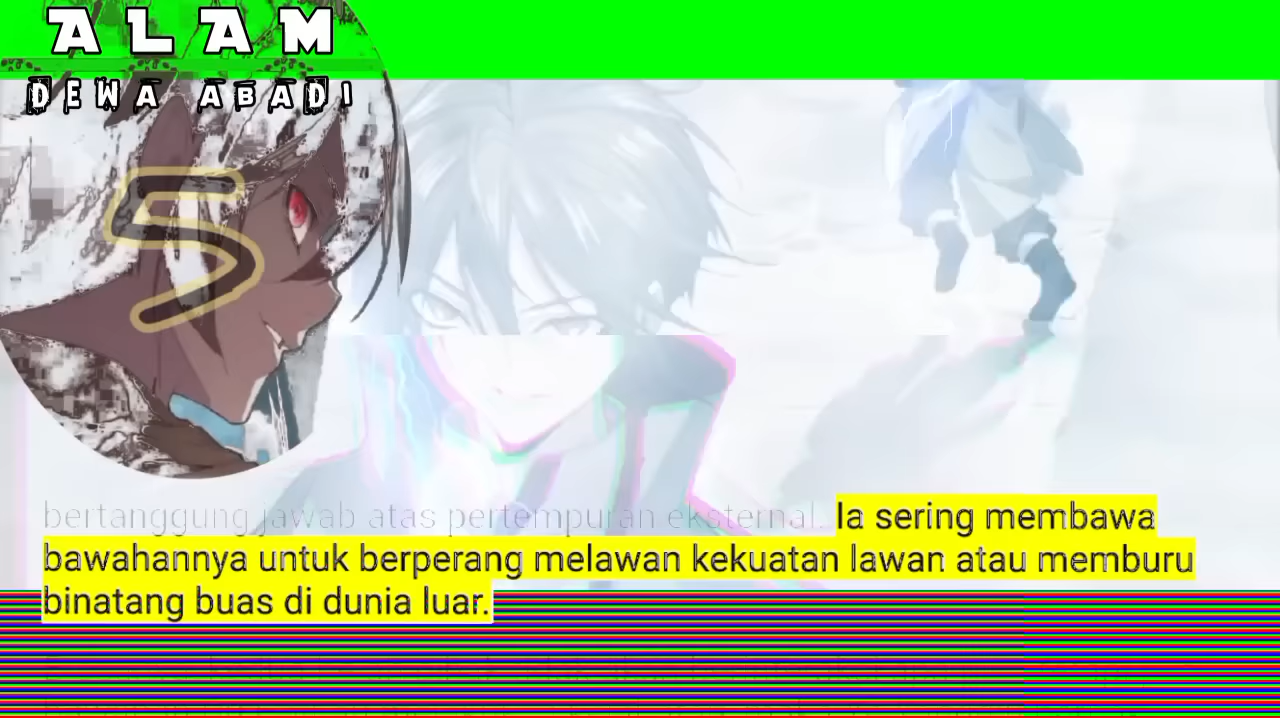 ALAM
DEWA ABADI
5
bertanggung jawab atas pertempuran eksternal. Ia sering membawa
bawahannya untuk berperang melawan kekuatan lawan atau memburu
binatang buas di dunia luar.